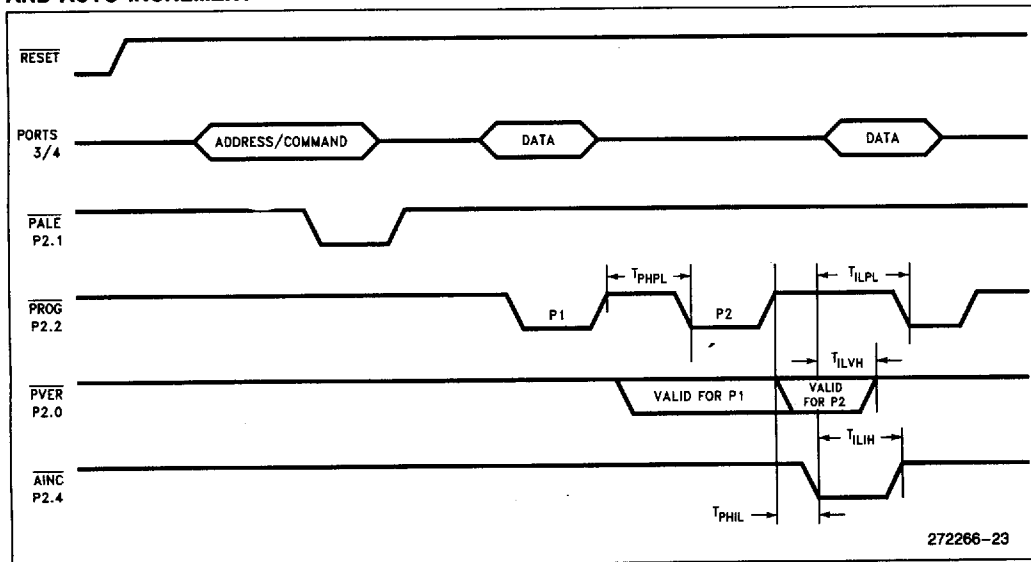 AND AUTO INCREMENT
RESET
PORTS
3/4
ADDRESS/COMMAND
DATA
DATA
PALE
P2.1
TPHPL
TILPL
PROG
P2.2
P1
P2
TILVH
PVER
P2.0
VALID FOR P1
VALID
FOR P2
TILIH
AINC
P2.4
TPHIL
272266-23